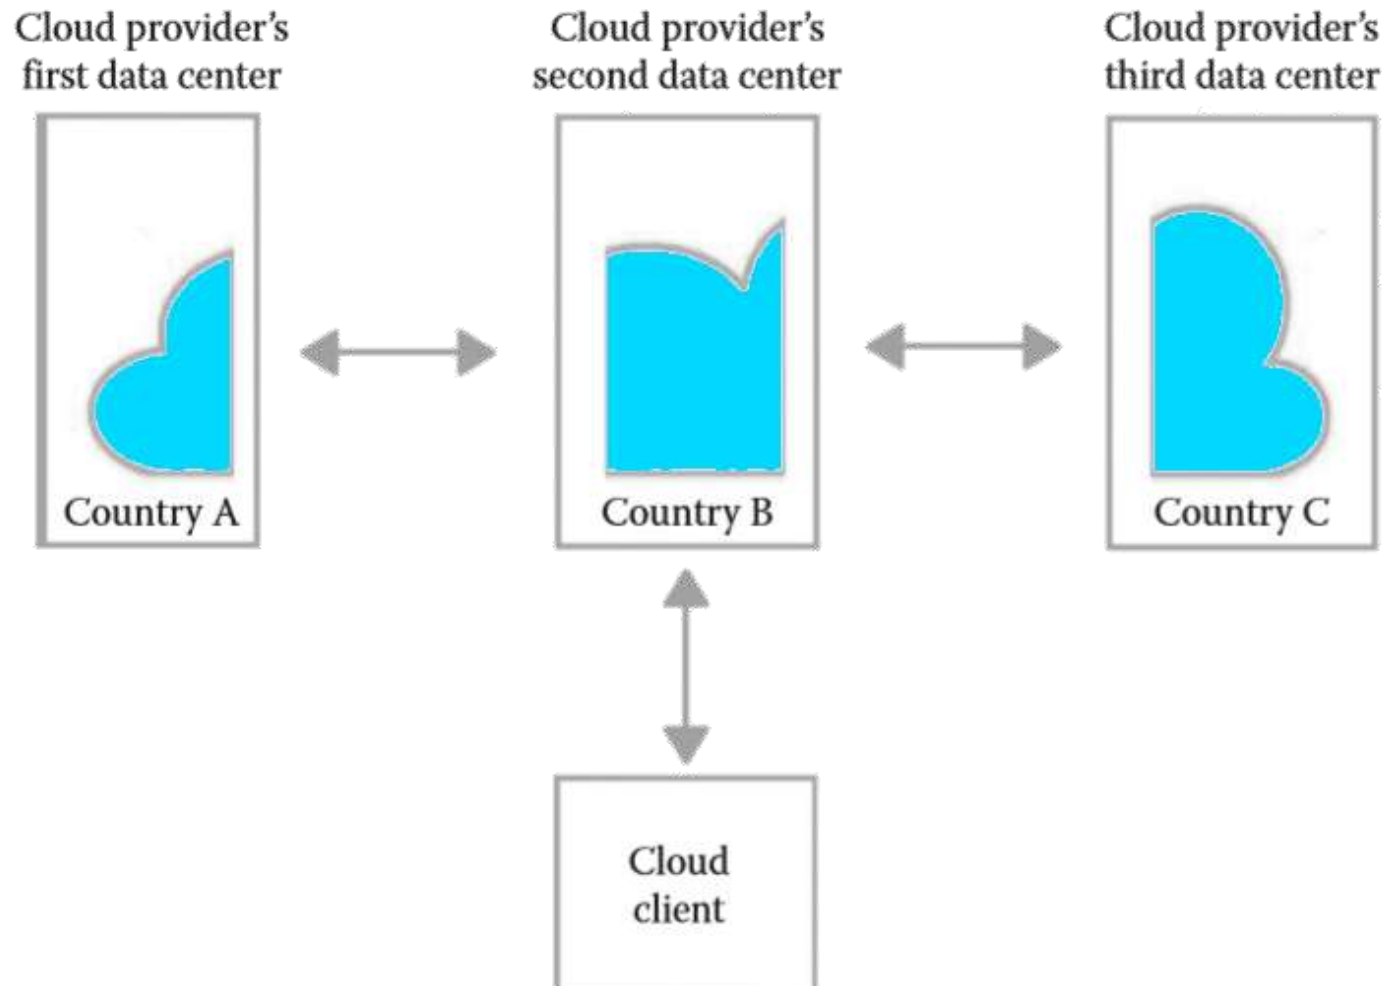 Cloud provider’s
first data center
Cloud provider’s
second data center
Cloud provider’s
third data center
Country A
Country B
Country C
Cloud
client